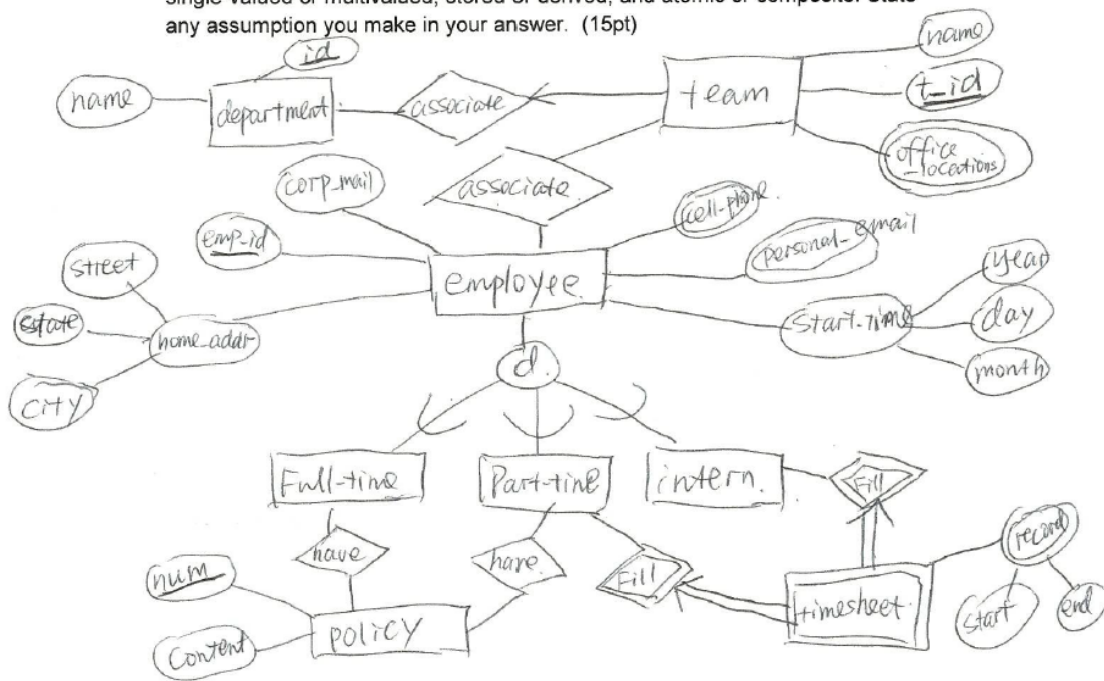 single-valued or multivalued, stored or derived, and atomic or composite. State
any assumption you make in your answer. (15pt)
name
id
department
associate
team
name
t_id
office
_locations
associate
corp_mail
emp_id
employee
cell-phone
personal_email
street
state
city
home_addr
start-time
year
day
month
d
Full-time
Part-time
intern
Fill
have
have
Fill
num
content
policy
timesheet
record
start
end